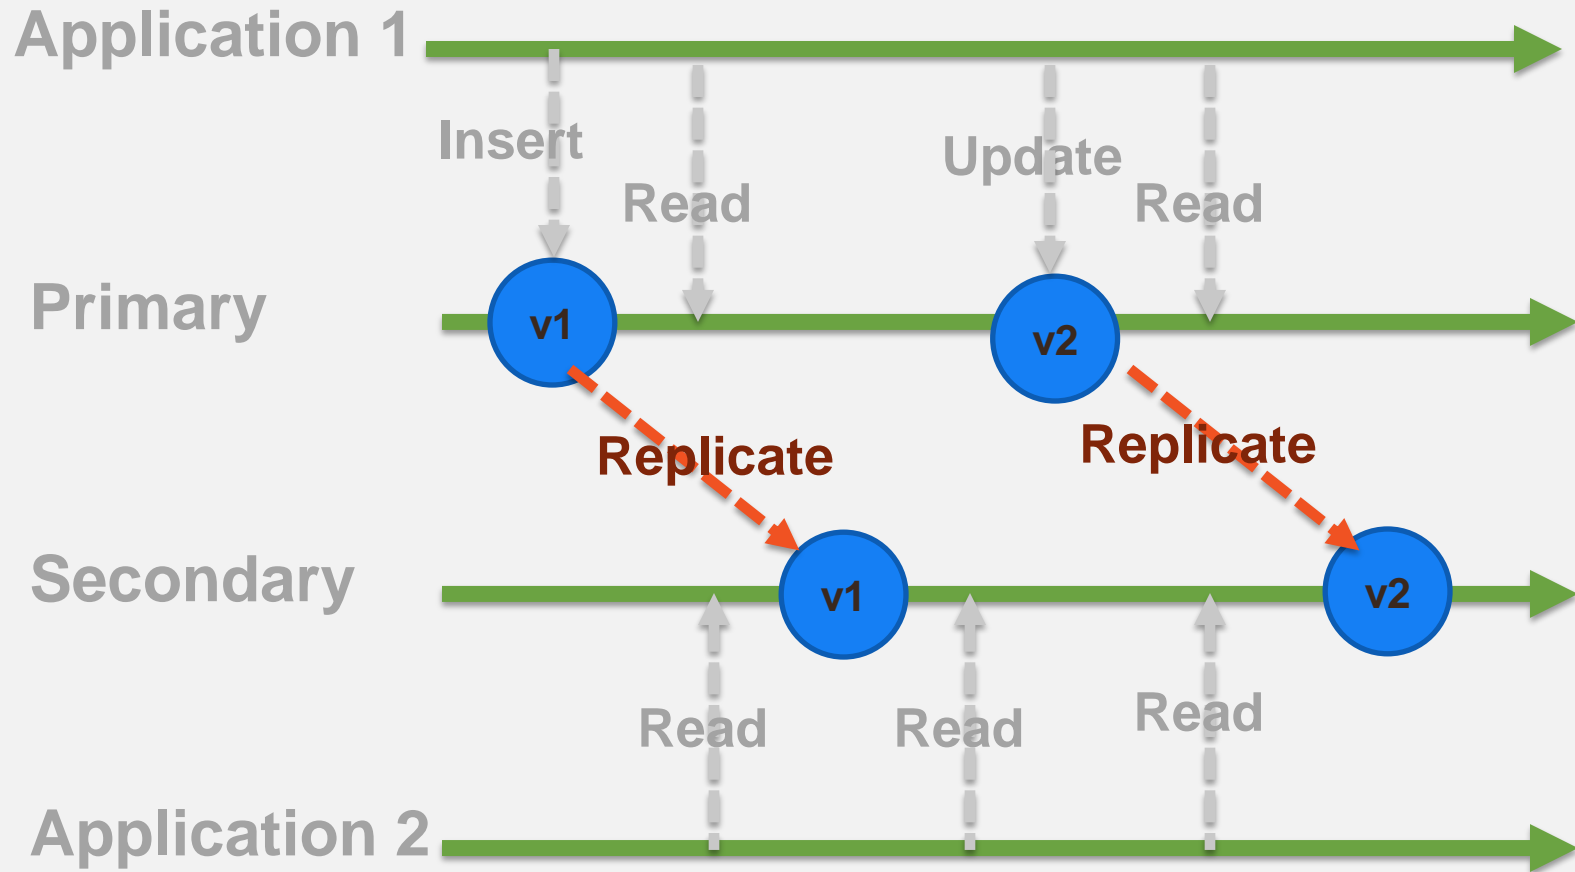 Application 1
Insert
Update
Read
Read
Primary
v1
v2
Replicate
Replicate
Secondary
v1
v2
Read
Read
Read
Application 2